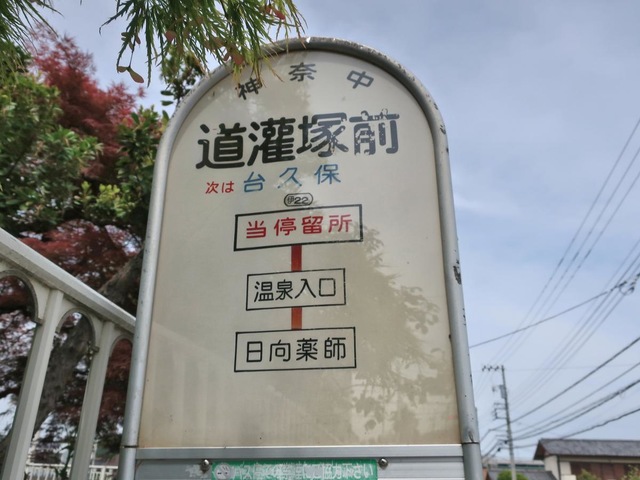 神奈中
道灌塚前
次は 台久保
伊22
当停留所
温泉入口
日向薬師